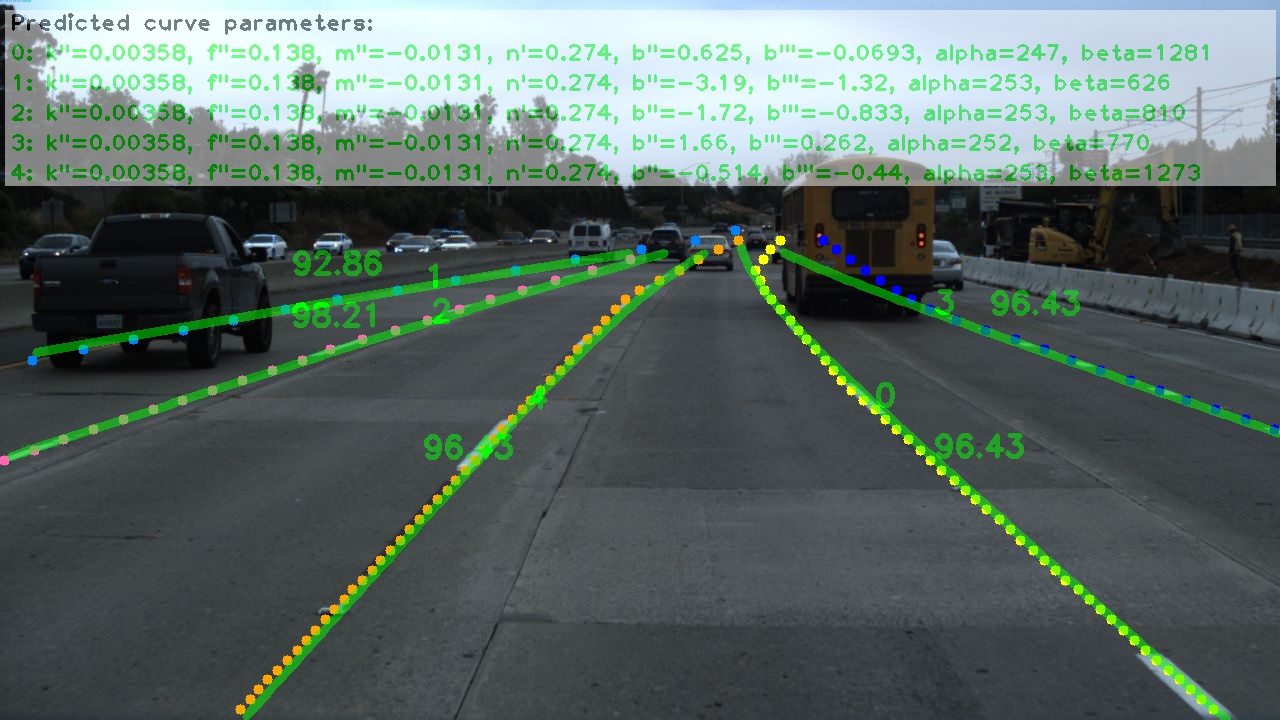 Predicted curve parameters:
0: k''=0.00358, f''=0.138, m''=−0.0131, n'=0.274, b''=0.625, b'''=−0.0693, alpha=247, beta=1281
1: k''=0.00358, f''=0.138, m''=−0.0131, n'=0.274, b''=−3.19, b'''=−1.32, alpha=253, beta=626
2: k''=0.00358, f''=0.138, m''=−0.0131, n'=0.274, b''=−1.72, b'''=−0.833, alpha=253, beta=810
3: k''=0.00358, f''=0.138, m''=−0.0131, n'=0.274, b''=1.66, b'''=0.262, alpha=252, beta=770
4: k''=0.00358, f''=0.138, m''=−0.0131, n'=0.274, b''=−0.514, b'''=−0.44, alpha=253, beta=1273
92.86 1
98.21 2
3 96.43
4
0
96.43
96.43